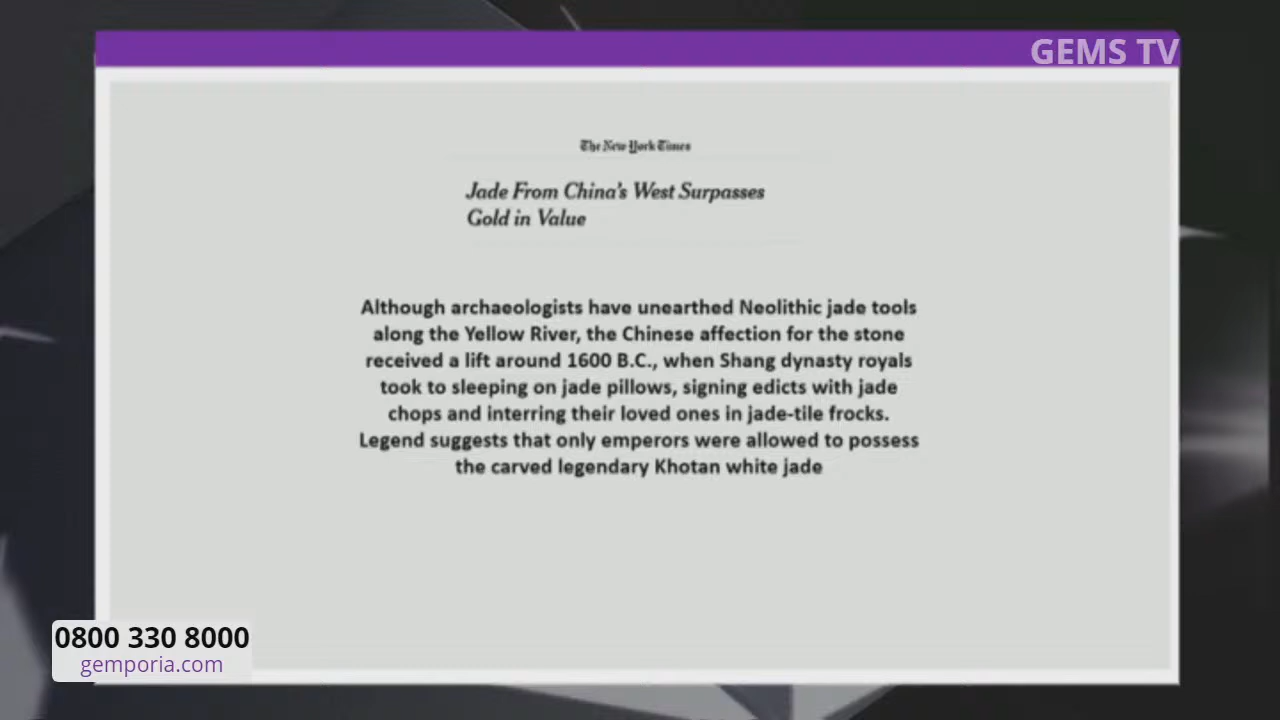 GEMS TV
The New York Times
Jade From China's West Surpasses
Gold in Value
Although archaeologists have unearthed Neolithic jade tools
along the Yellow River, the Chinese affection for the stone
received a lift around 1600 B.C., when Shang dynasty royals
took to sleeping on jade pillows, signing edicts with jade
chops and interring their loved ones in jade-tile frocks.
Legend suggests that only emperors were allowed to possess
the carved legendary Khotan white jade
0800 330 8000
gemporia.com